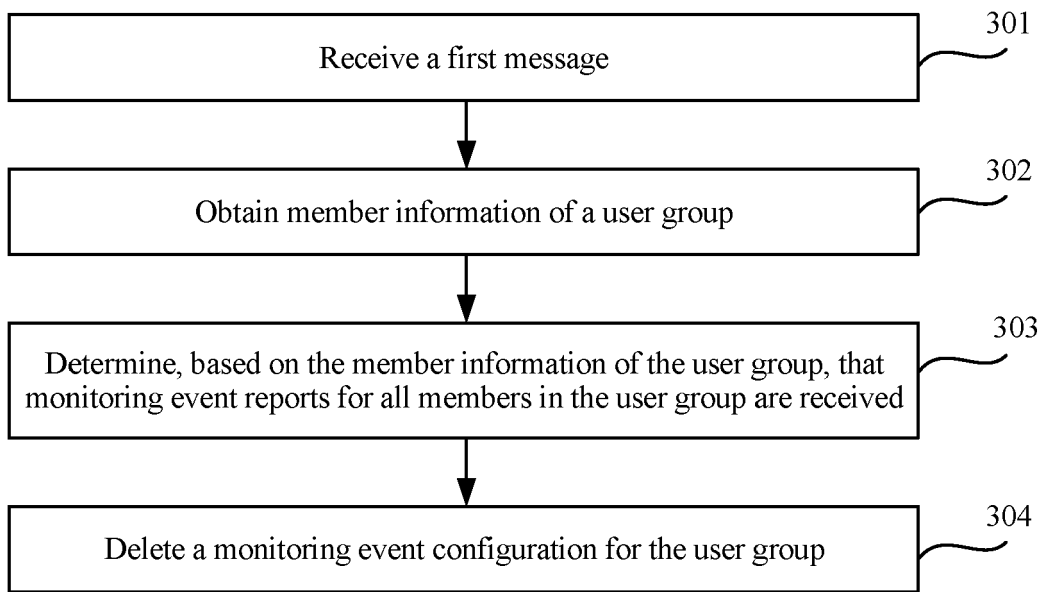 301
Receive a first message
302
Obtain member information of a user group
303
Determine, based on the member information of the user group, that
monitoring event reports for all members in the user group are received
304
Delete a monitoring event configuration for the user group